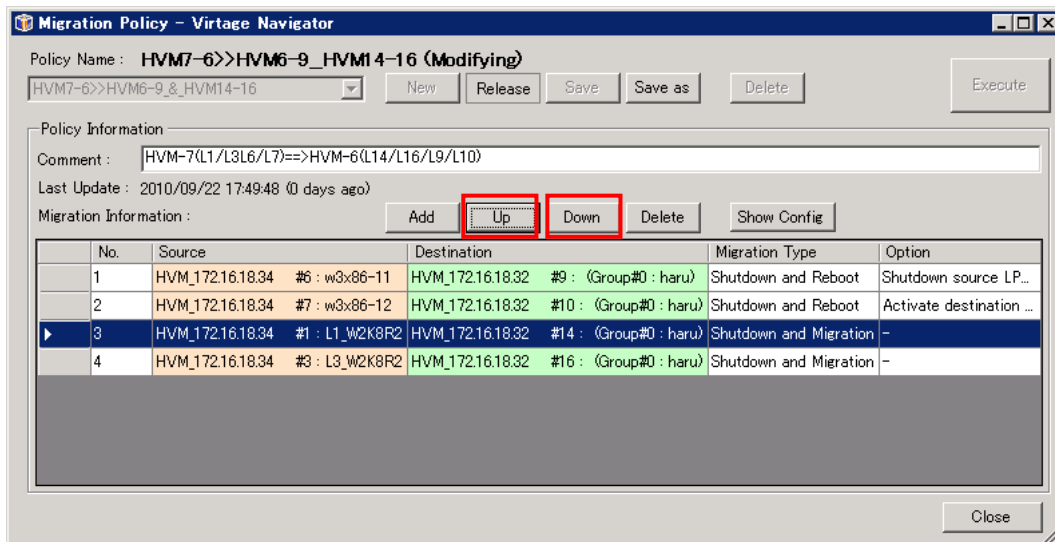 Migration Policy - Virtage Navigator
Policy Name : HVM7-6>>HVM6-9_HVM14-16 (Modifying)
HVM7-6>>HVM6-9_&_HVM14-16 New Release Save Save as Delete Execute
Policy Information
Comment : HVM-7(L1/L3L6/L7)==>HVM-6(L14/L16/L9/L10)
Last Update : 2010/09/22 17:49:48 (0 days ago)
Migration Information : Add Up Down Delete Show Config
No. Source Destination Migration Type Option
1 HVM_172.16.18.34 #6 : w3x86-11 HVM_172.16.18.32 #9 : (Group#0 : haru) Shutdown and Reboot Shutdown source LP...
2 HVM_172.16.18.34 #7 : w3x86-12 HVM_172.16.18.32 #10 : (Group#0 : haru) Shutdown and Reboot Activate destination ...
3 HVM_172.16.18.34 #1 : L1_W2K8R2 HVM_172.16.18.32 #14 : (Group#0 : haru) Shutdown and Migration -
4 HVM_172.16.18.34 #3 : L3_W2K8R2 HVM_172.16.18.32 #16 : (Group#0 : haru) Shutdown and Migration -
Close